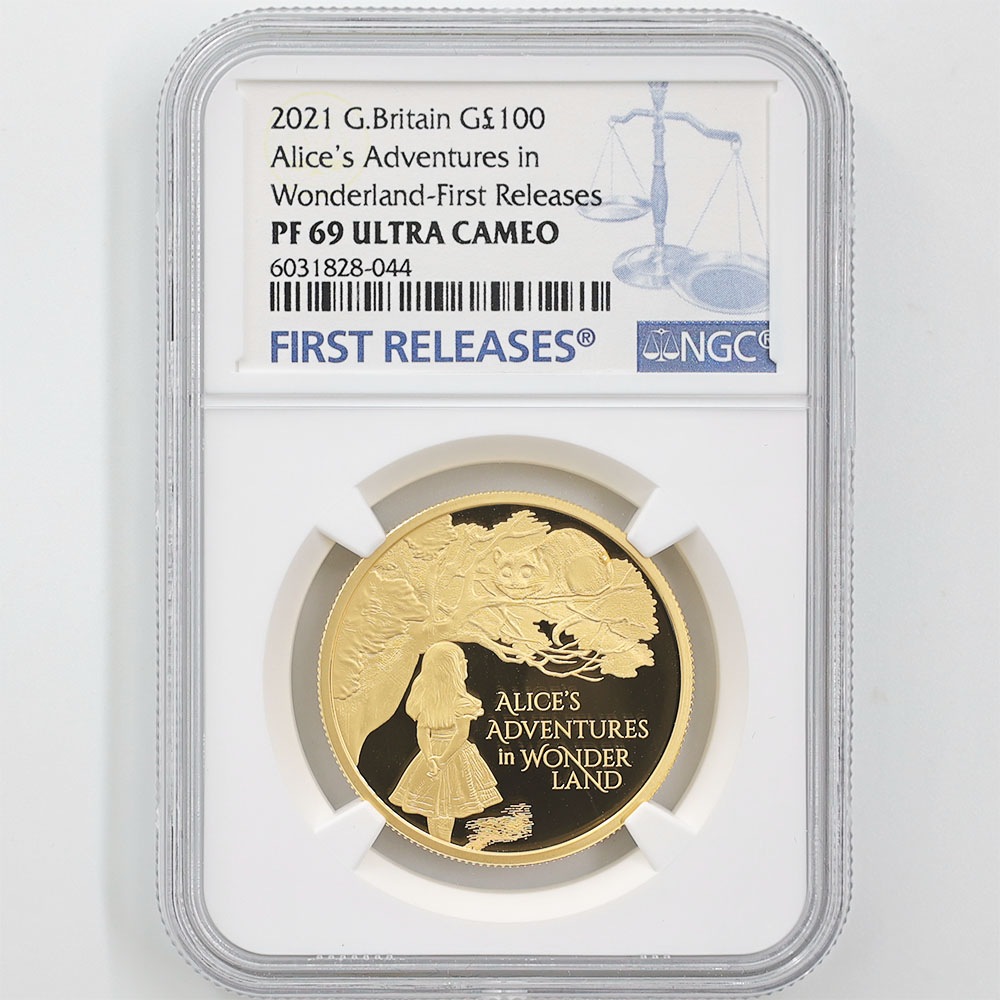 2021 G.Britain G£100
Alice's Adventures in
Wonderland-First Releases
PF 69 ULTRA CAMEO
6031828-044
FIRST RELEASES®
NGC®
ALICE'S
ADVENTURES
in WONDER
LAND